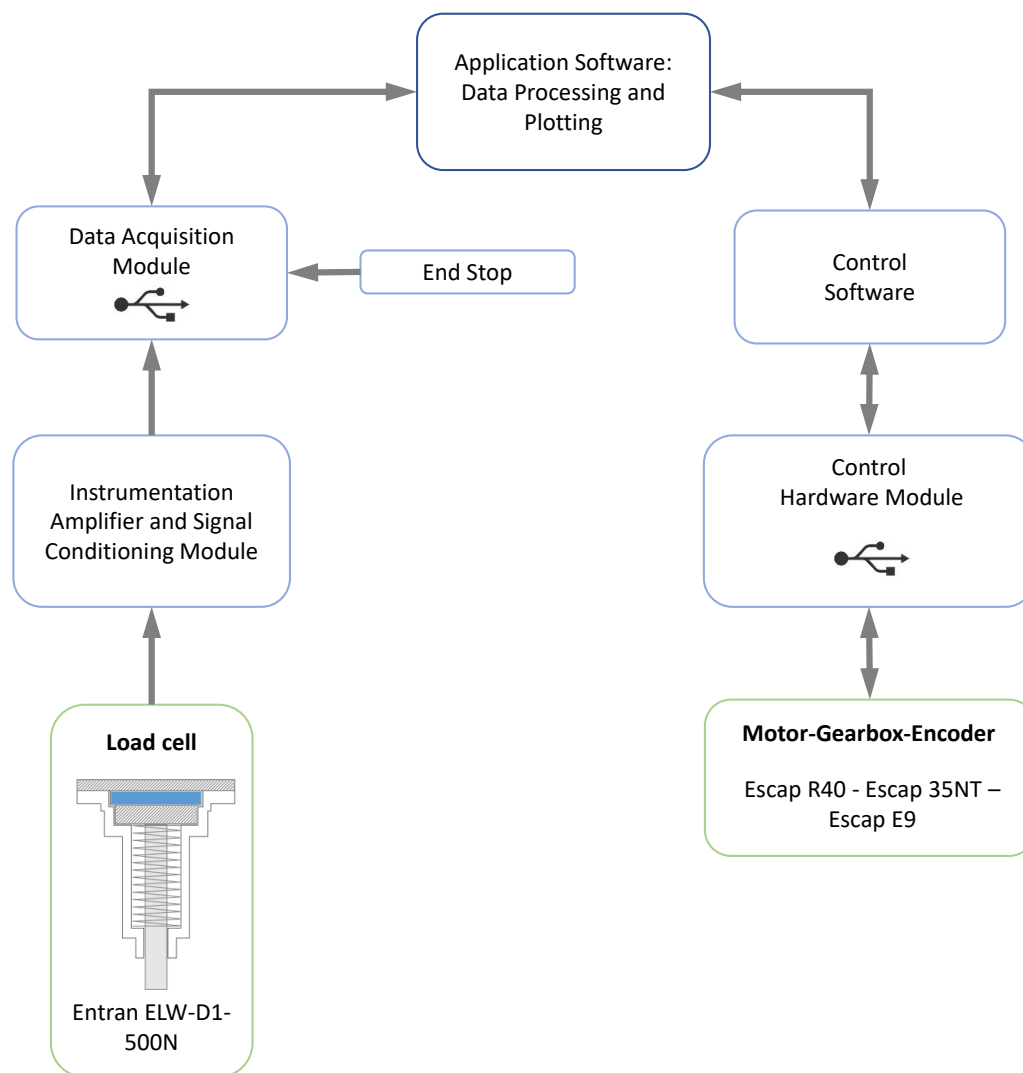 Application Software:
Data Processing and
Plotting
Data Acquisition
Module
End Stop
Control
Software
Instrumentation
Amplifier and Signal
Conditioning Module
Control
Hardware Module
Load cell
Entran ELW-D1-
500N
Motor-Gearbox-Encoder
Escap R40 - Escap 35NT –
Escap E9